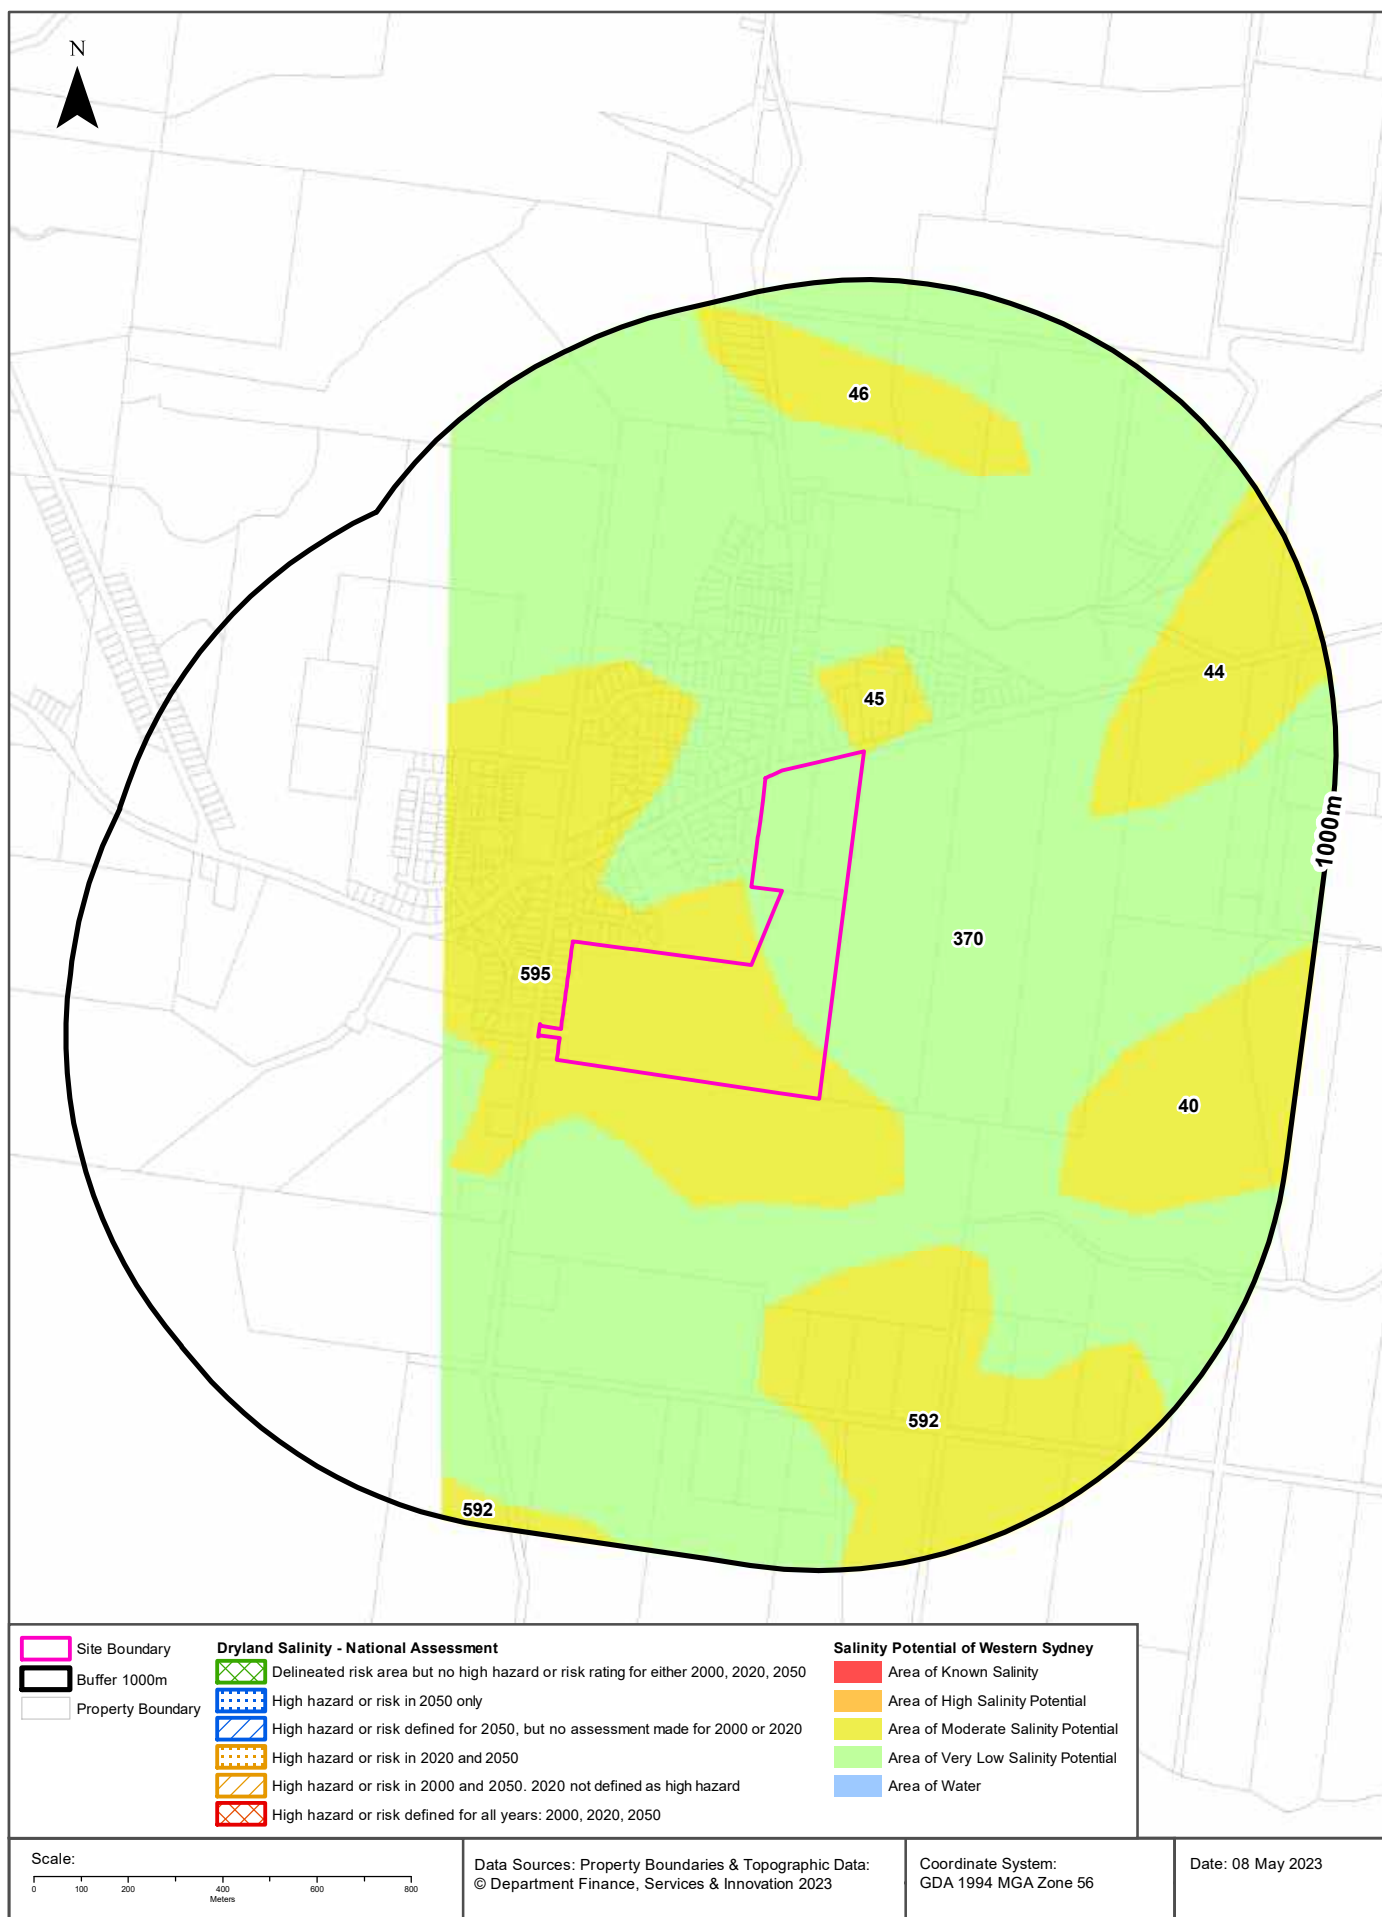 N
46
44
45
1000m
370
595
40
592
592
Site Boundary
Buffer 1000m
Property Boundary
Dryland Salinity - National Assessment
Delineated risk area but no high hazard or risk rating for either 2000, 2020, 2050
High hazard or risk in 2050 only
High hazard or risk defined for 2050, but no assessment made for 2000 or 2020
High hazard or risk in 2020 and 2050
High hazard or risk in 2000 and 2050. 2020 not defined as high hazard
High hazard or risk defined for all years: 2000, 2020, 2050
Salinity Potential of Western Sydney
Area of Known Salinity
Area of High Salinity Potential
Area of Moderate Salinity Potential
Area of Very Low Salinity Potential
Area of Water
Scale:
0 100 200 400 600 800
Meters
Data Sources: Property Boundaries & Topographic Data:
© Department Finance, Services & Innovation 2023
Coordinate System:
GDA 1994 MGA Zone 56
Date: 08 May 2023